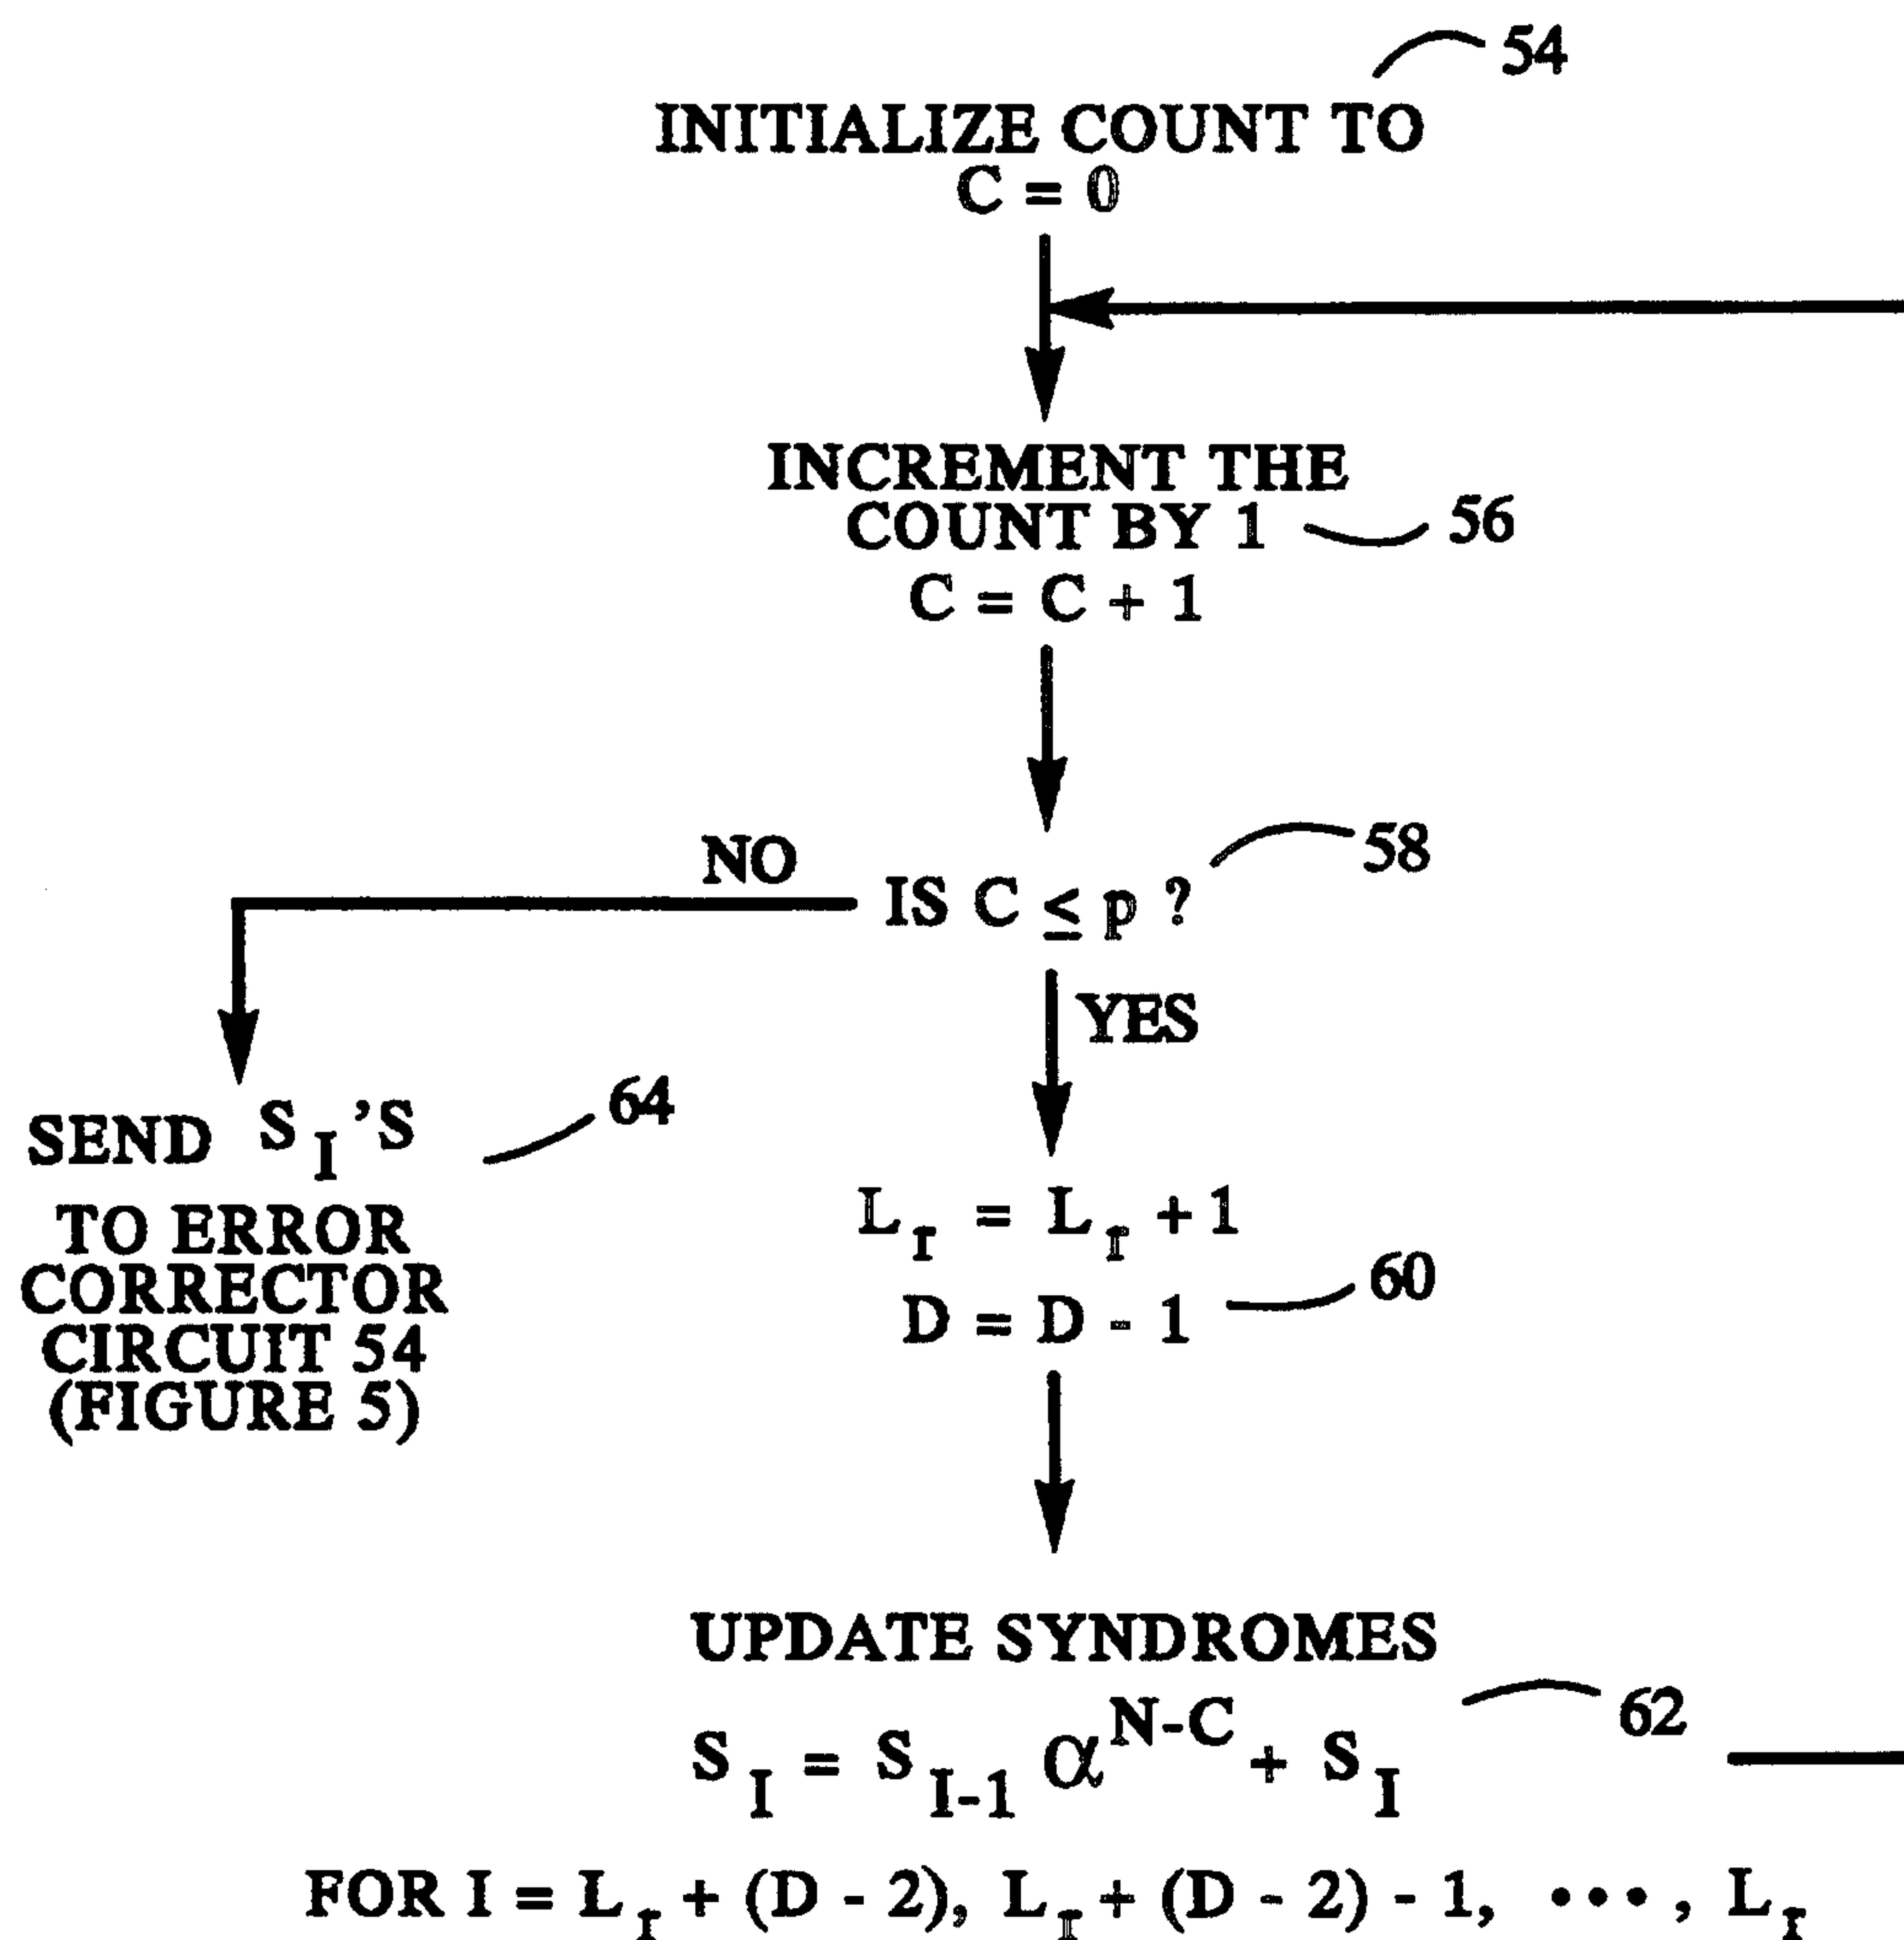 54
INITIALIZE COUNT TO
C = 0
INCREMENT THE
COUNT BY 1
56
C = C + 1
58
NO
IS C ≤ p ?
YES
64
SEND S_I'S
TO ERROR
CORRECTOR
CIRCUIT 54
(FIGURE 5)
L_r = L_r + 1
60
D = D - 1
UPDATE SYNDROMES
62
S_I = S_I-1 α^N-C + S_I
FOR I = L_r + (D - 2), L_r + (D - 2) - 1, •••, L_r